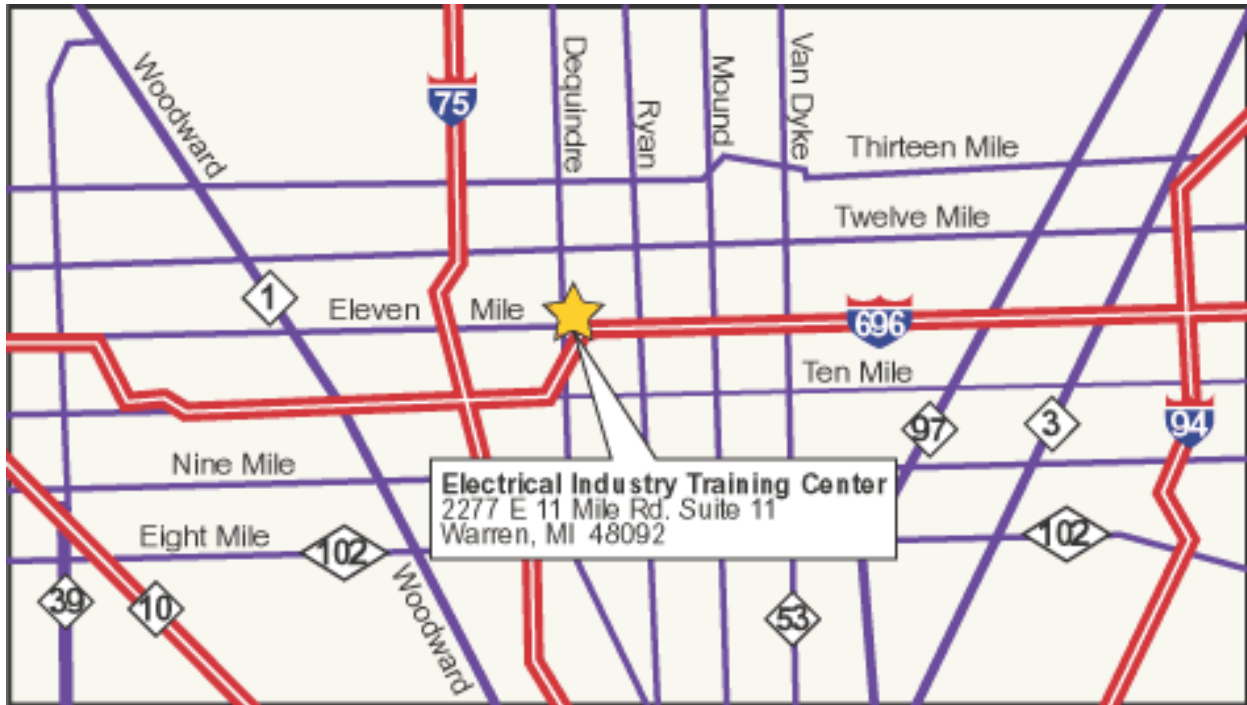 Woodward
75
Dequindre
Ryan
Mound
Van Dyke
Thirteen Mile
Twelve Mile
1
Eleven Mile
696
Ten Mile
97
3
94
Nine Mile
Electrical Industry Training Center
2277 E 11 Mile Rd. Suite 11
Warren, MI 48092
Eight Mile
102
102
39
10
Woodward
53